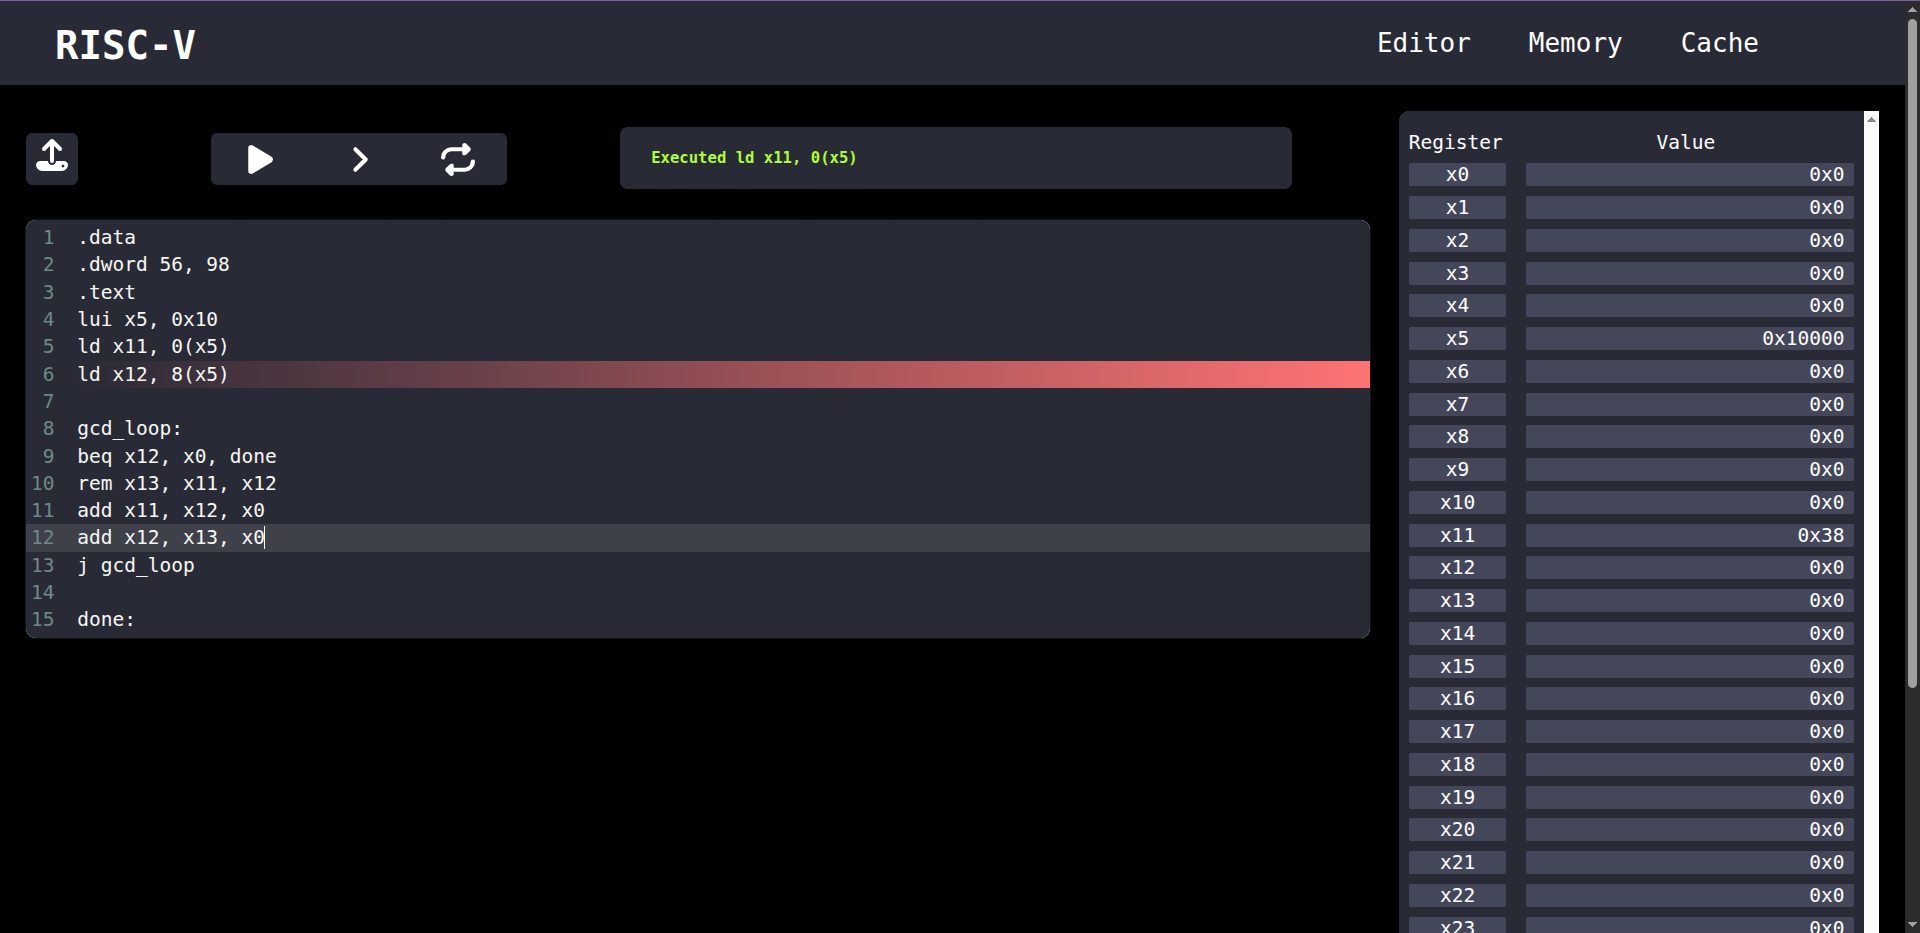 RISC-V
Editor Memory Cache
Executed ld x11, 0(x5)
1 .data
2 .dword 56, 98
3 .text
4 lui x5, 0x10
5 ld x11, 0(x5)
6 ld x12, 8(x5)
7
8 gcd_loop:
9 beq x12, x0, done
10 rem x13, x11, x12
11 add x11, x12, x0
12 add x12, x13, x0
13 j gcd_loop
14
15 done:
Register Value
x0 0x0
x1 0x0
x2 0x0
x3 0x0
x4 0x0
x5 0x10000
x6 0x0
x7 0x0
x8 0x0
x9 0x0
x10 0x0
x11 0x38
x12 0x0
x13 0x0
x14 0x0
x15 0x0
x16 0x0
x17 0x0
x18 0x0
x19 0x0
x20 0x0
x21 0x0
x22 0x0
x23 0x0